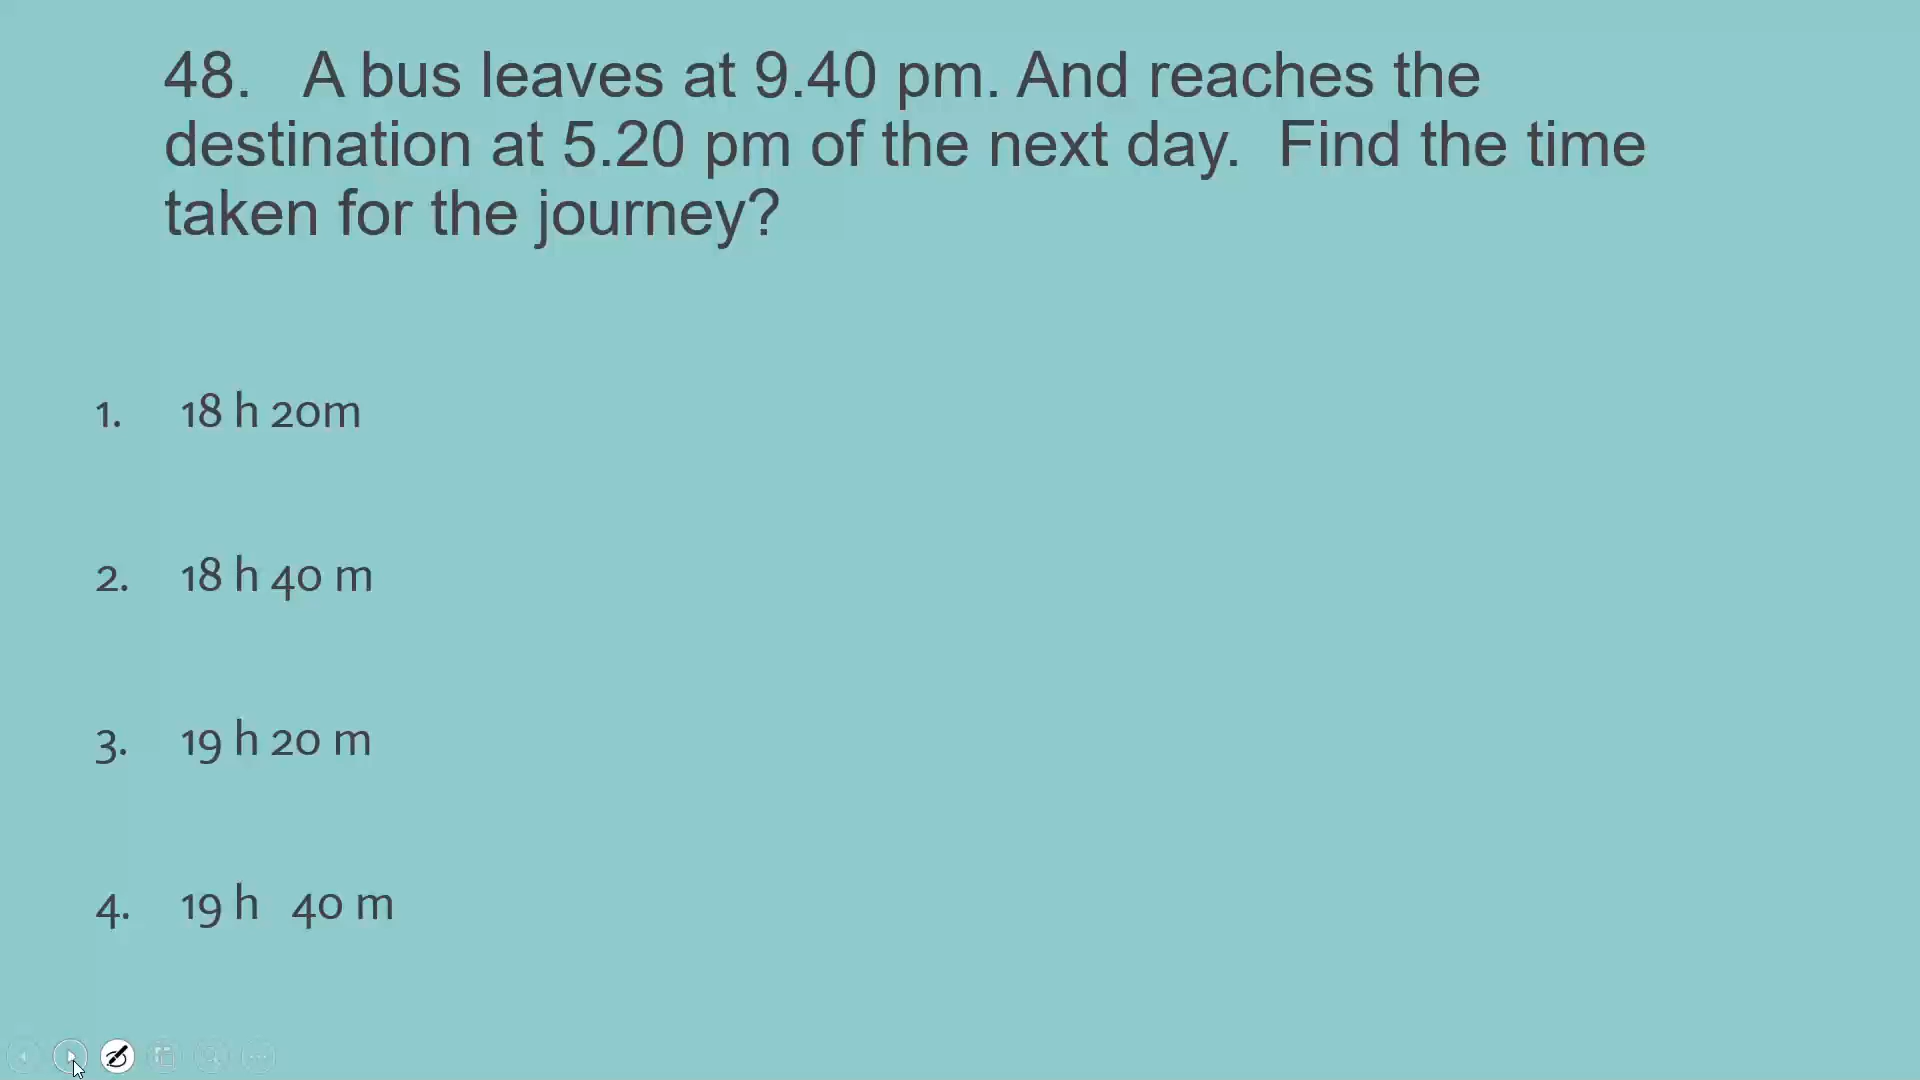 48. A bus leaves at 9.40 pm. And reaches the
destination at 5.20 pm of the next day. Find the time
taken for the journey?
1. 18 h 20m
2. 18 h 40 m
3. 19 h 20 m
4. 19 h 40 m